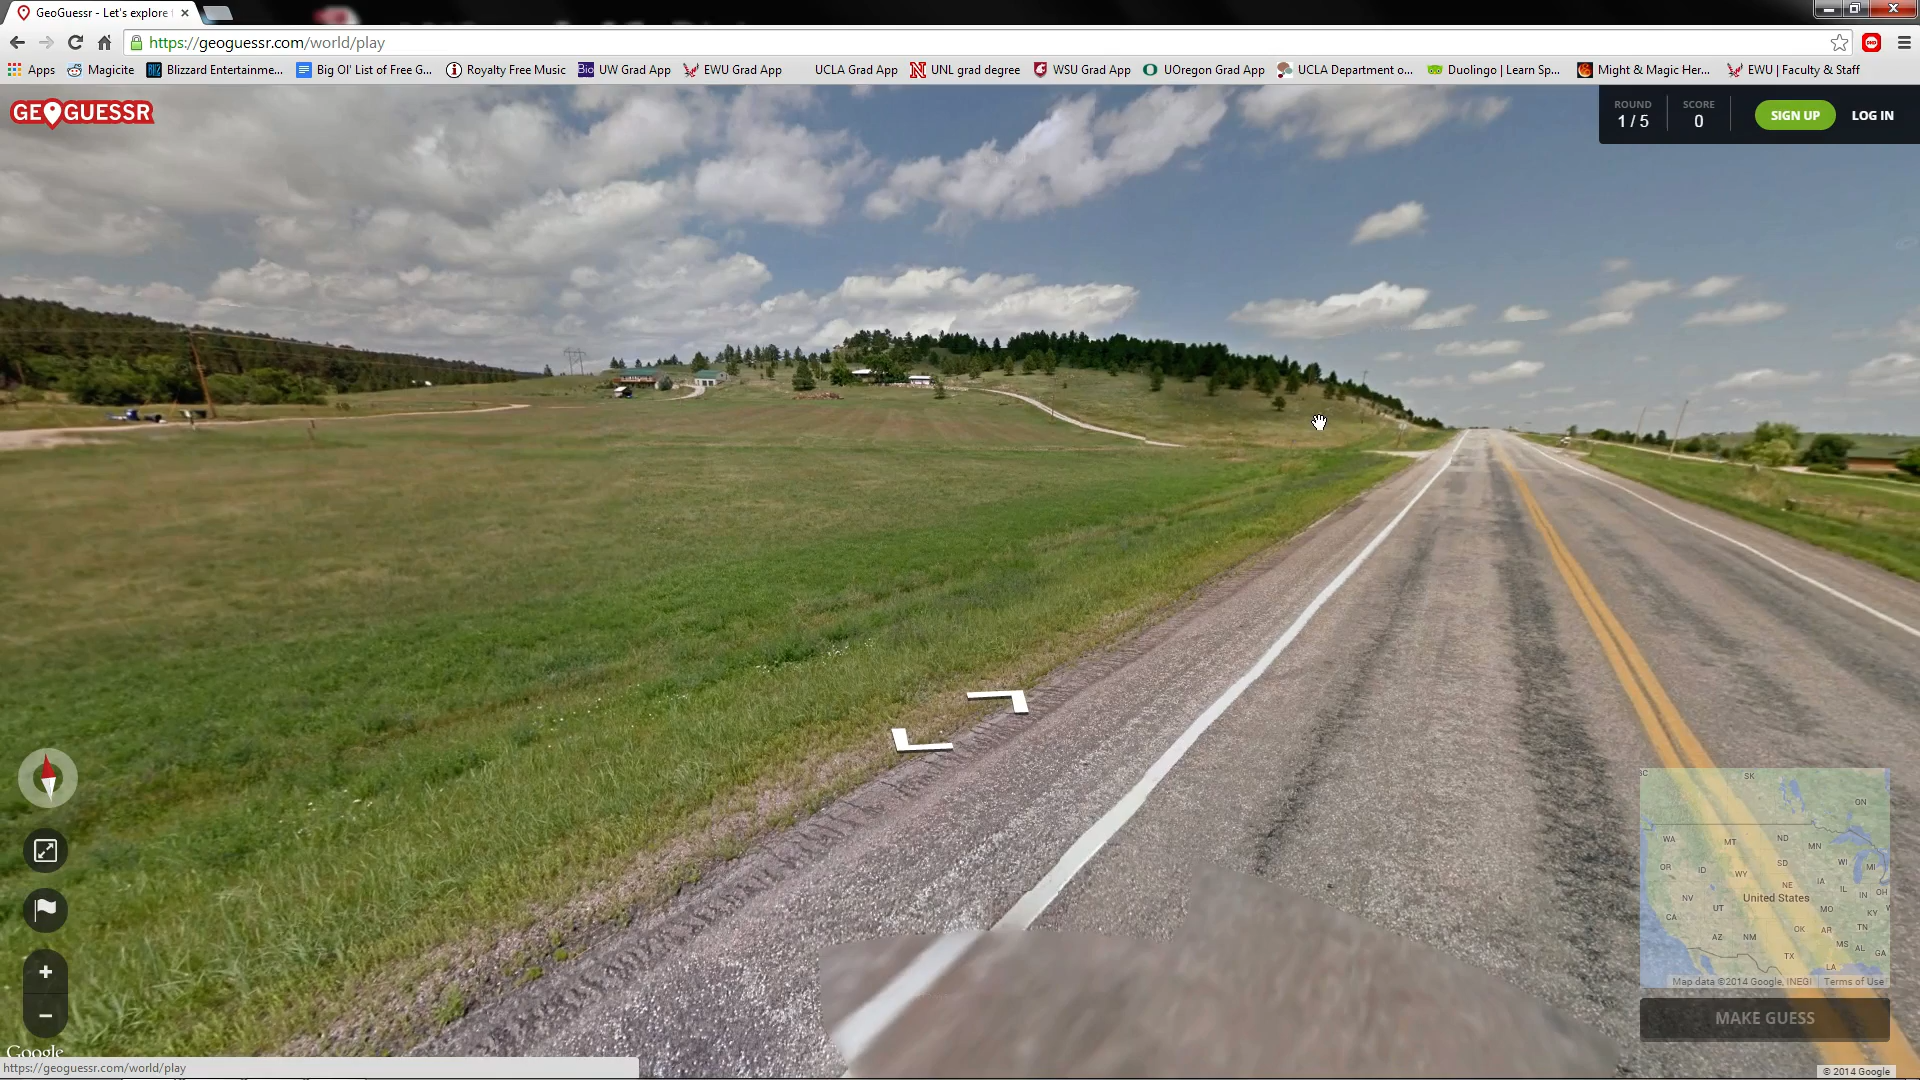 GeoGuessr - Let's explore
https://geoguessr.com/world/play
Apps Magicite Blizzard Entertainme... Big Ol' List of Free G... Royalty Free Music Bio UW Grad App EWU Grad App UCLA Grad App N UNL grad degree WSU Grad App O UOregon Grad App UCLA Department o... Duolingo | Learn Sp... Might & Magic Her... EWU | Faculty & Staff
GEOGUESSR
ROUND
1 / 5
SCORE
0
SIGN UP
LOG IN
SK
ON
WA
MT
ND
MN
OR
ID
WY
SD
WI
MI
NE
IA
IL
IN
OH
NV
UT
United States
CA
MO
KY
AZ
NM
OK
AR
TN
TX
MS
AL
GA
LA
Map data ©2014 Google, INEGI
Terms of Use
MAKE GUESS
Google
https://geoguessr.com/world/play
© 2014 Google